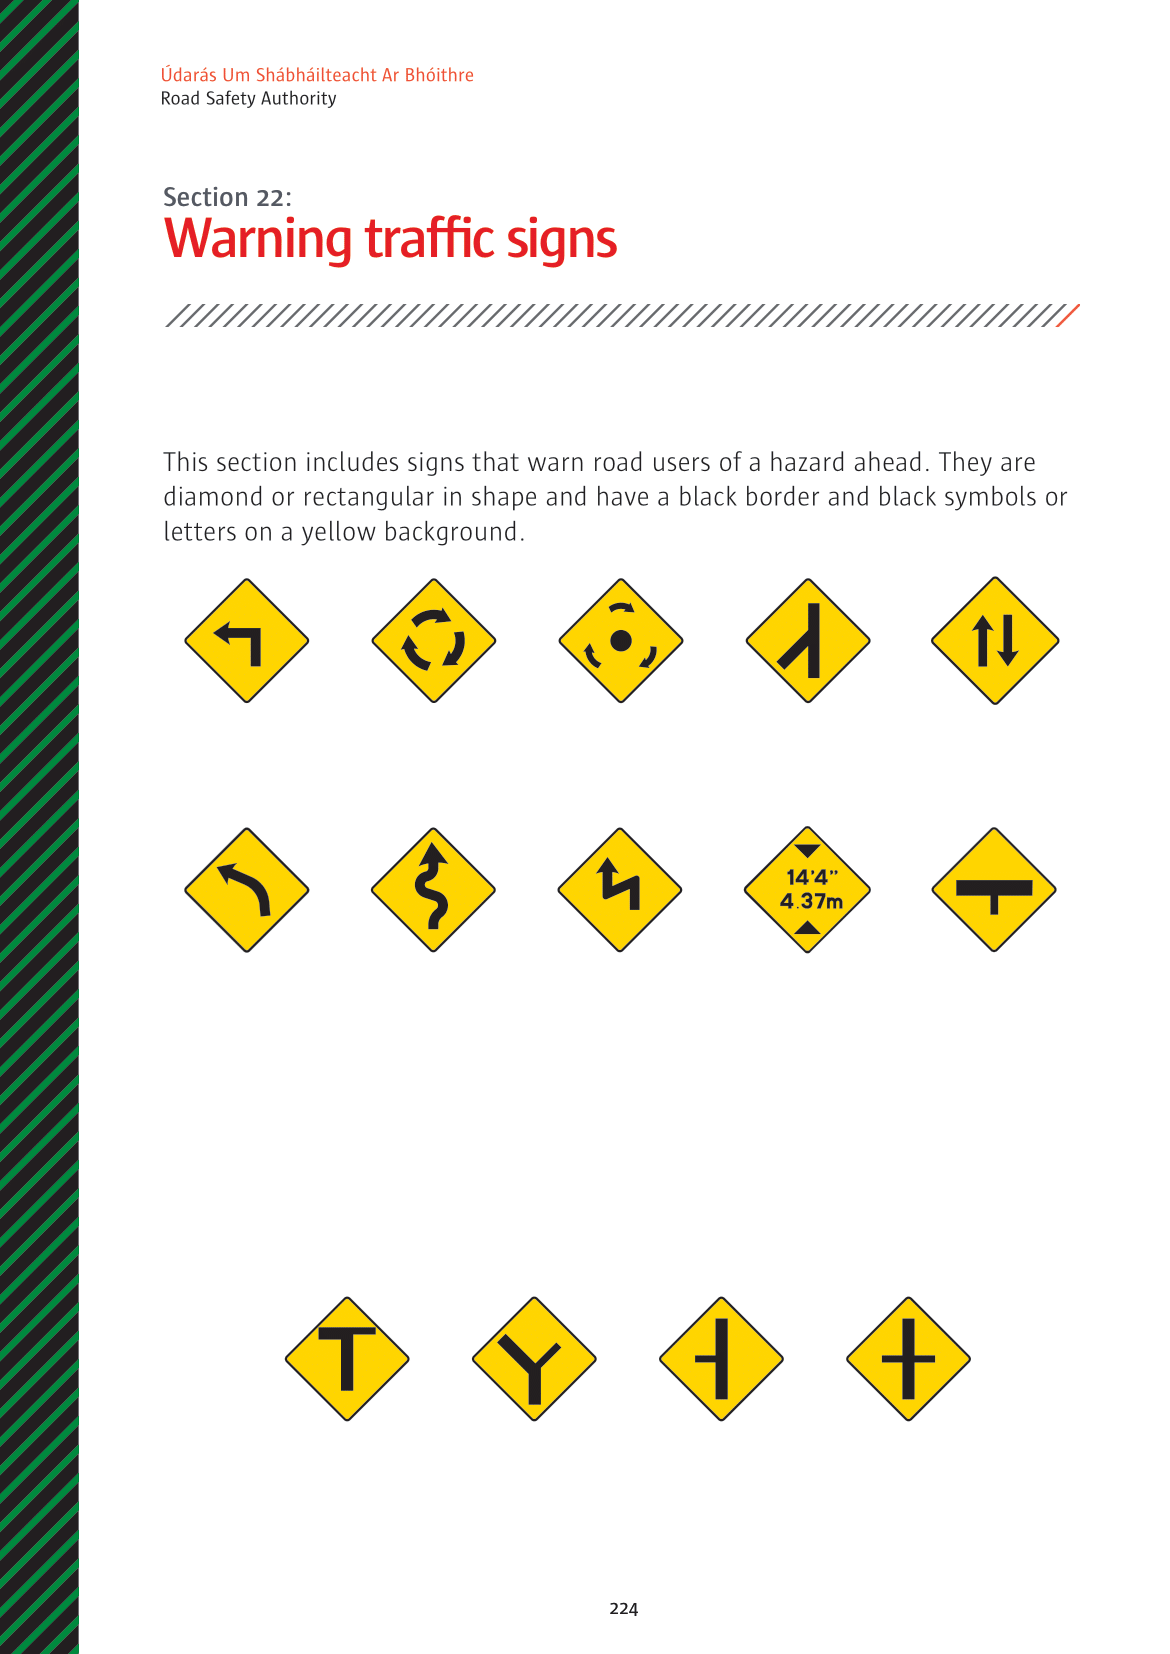 Údarás Um Shábháilteacht Ar Bhóithre
Road Safety Authority
Section 22:
Warning traffic signs
This section includes signs that warn road users of a hazard ahead. They are
diamond or rectangular in shape and have a black border and black symbols or
letters on a yellow background.
14'4"
4.37m
224